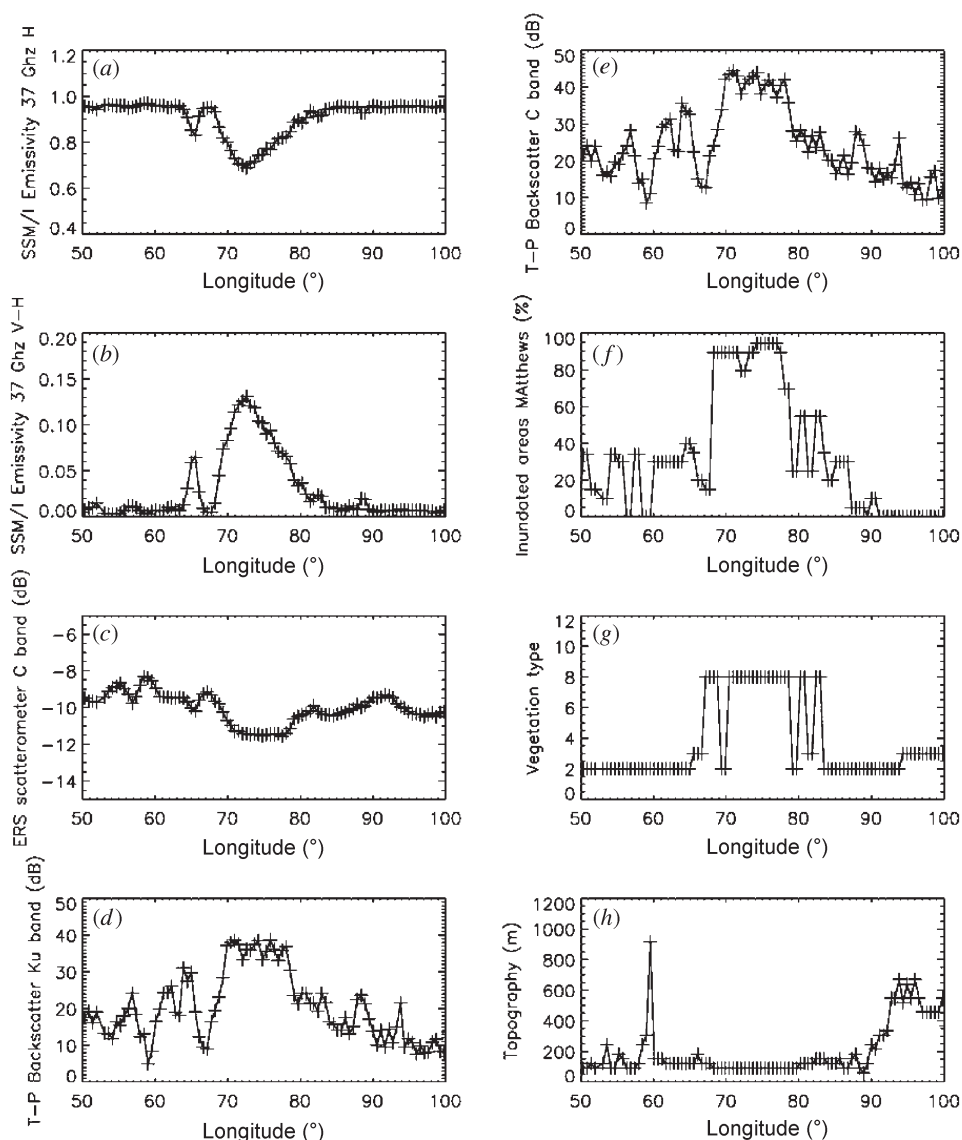 (a)
SSM/I Emissivity 37 Ghz H
1.2
1.0
0.8
0.6
0.4
50 60 70 80 90 100
Longitude (°)
(b)
SSM/I Emissivity 37 Ghz V-H
0.20
0.15
0.10
0.05
0.00
50 60 70 80 90 100
Longitude (°)
(c)
ERS scatterometer C band (dB)
-6
-8
-10
-12
-14
50 60 70 80 90 100
Longitude (°)
(d)
T-P Backscatter Ku band (dB)
50
40
30
20
10
0
50 60 70 80 90 100
Longitude (°)
(e)
T-P Backscatter C band (dB)
50
40
30
20
10
0
50 60 70 80 90 100
Longitude (°)
(f)
Inundated areas MAtthews (%)
100
80
60
40
20
0
50 60 70 80 90 100
Longitude (°)
(g)
Vegetation type
12
10
8
6
4
2
0
50 60 70 80 90 100
Longitude (°)
(h)
Topography (m)
1200
1000
800
600
400
200
0
50 60 70 80 90 100
Longitude (°)